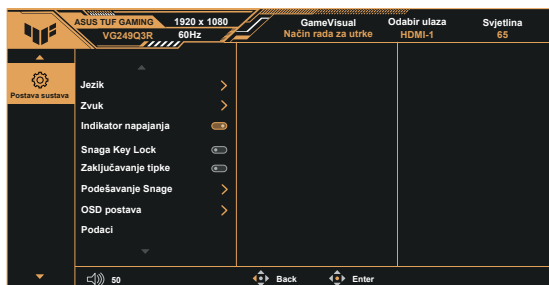 ASUS TUF GAMING 1920 x 1080
VG249Q3R 60Hz
GameVisual
Način rada za utrke
Odabir ulaza
HDMI-1
Svjetlina
65
Postava sustava
Jezik
Zvuk
Indikator napajanja
Snaga Key Lock
Zaključavanje tipke
Podešavanje Snage
OSD postava
Podaci
50
Back
Enter